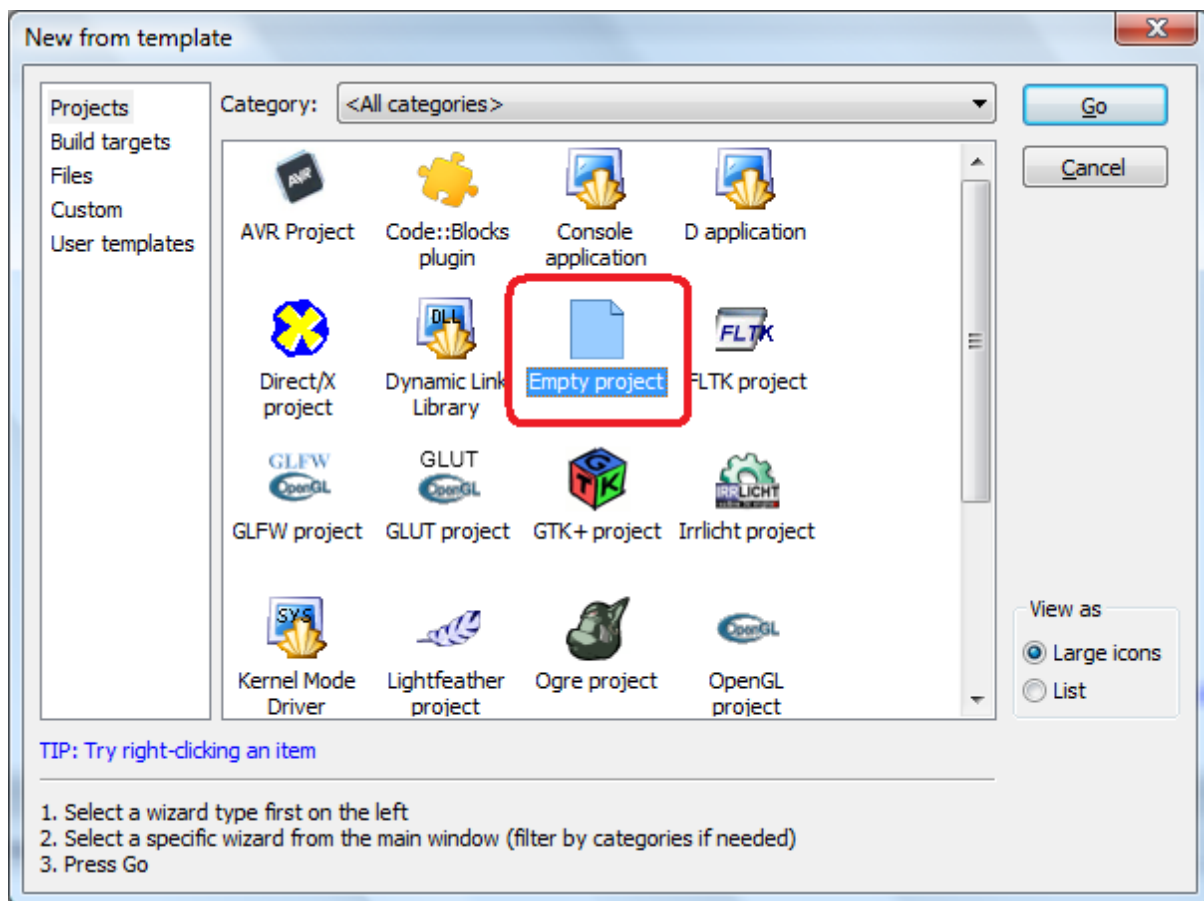 New from template
Projects
Build targets
Files
Custom
User templates
Category: <All categories>
Go
Cancel
AVR
AVR Project
Code::Blocks
plugin
Console
application
D application
Direct/X
project
DLL
Dynamic Link
Library
Empty project
FLTK
FLTK project
GLFW
OpenGL
GLFW project
GLUT
OpenGL
GLUT project
GTK
GTK+ project
IRRLICHT
Irrlicht project
SYS
Kernel Mode
Driver
Lightfeather
project
Ogre project
OpenGL
OpenGL
project
View as
Large icons
List
TIP: Try right-clicking an item
1. Select a wizard type first on the left
2. Select a specific wizard from the main window (filter by categories if needed)
3. Press Go